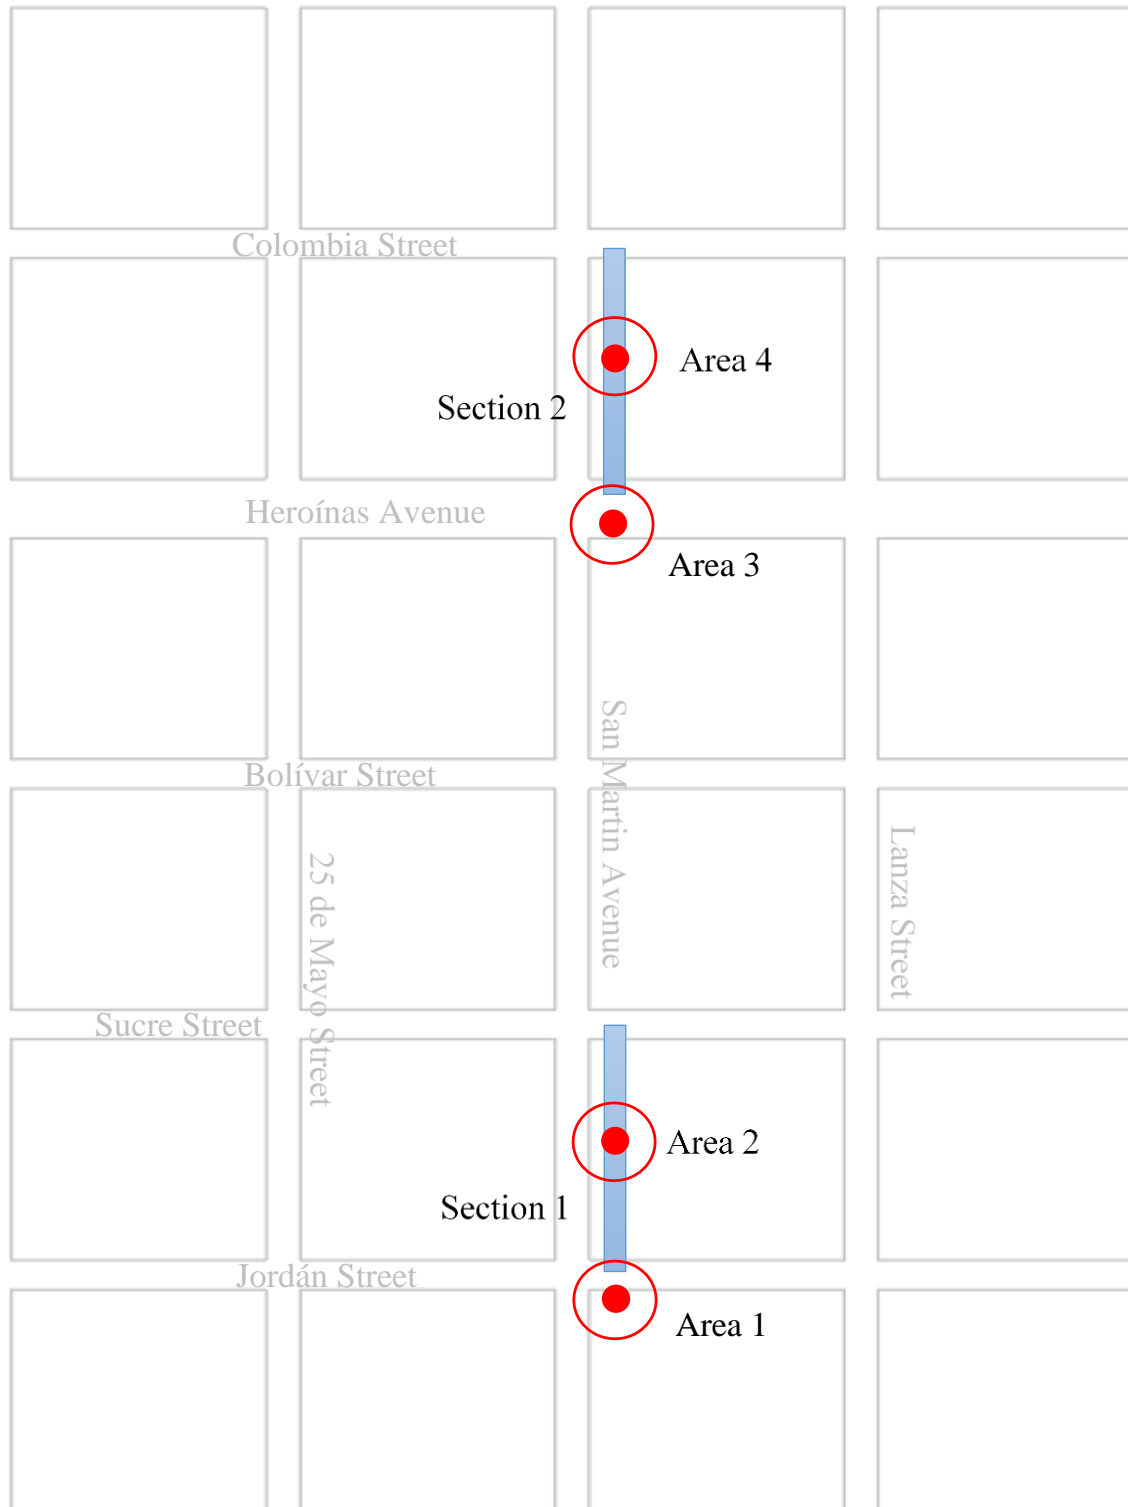 Colombia Street
Area 4
Section 2
Heroínas Avenue
Area 3
San Martin Avenue
Bolívar Street
25 de Mayo Street
Lanza Street
Sucre Street
Area 2
Section 1
Jordán Street
Area 1